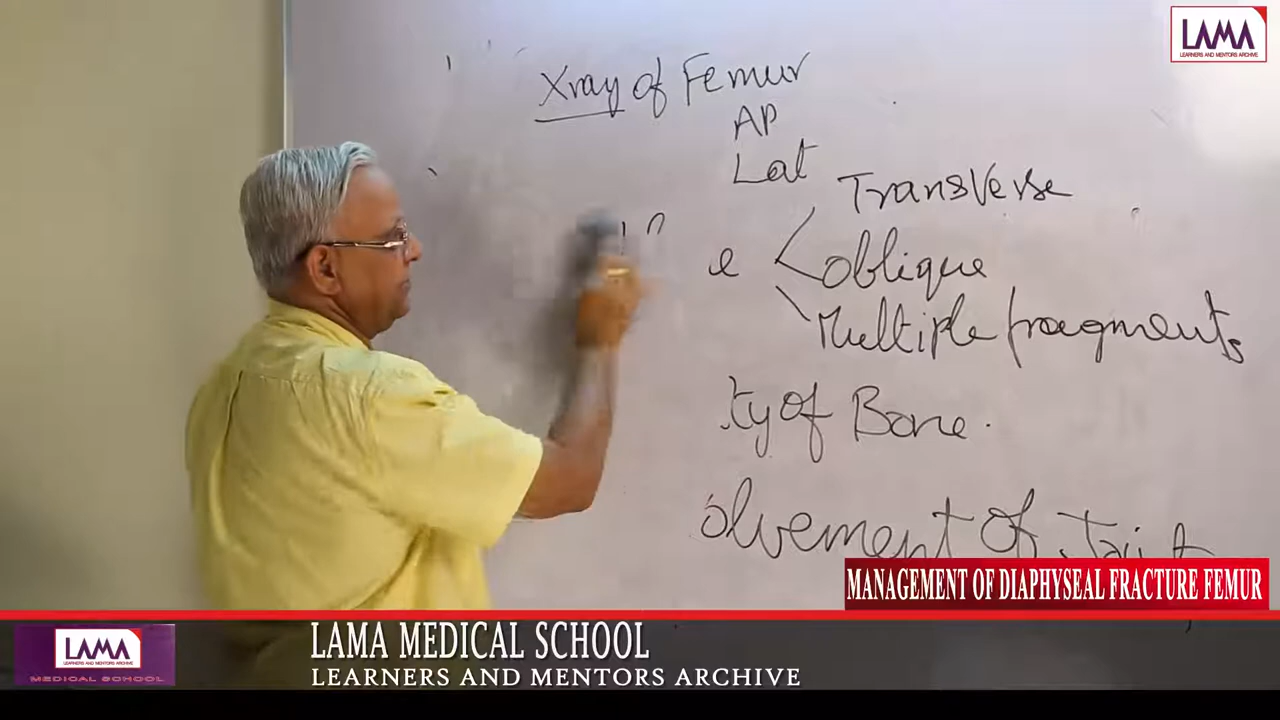 LAMA
LEARNERS AND MENTORS ARCHIVE
Xray of Femur
AP
Lat
Transverse
e
oblique
Multiple fragments
ty of Bone.
olvement of Joint
MANAGEMENT OF DIAPHYSEAL FRACTURE FEMUR
LAMA
LEARNERS AND MENTORS ARCHIVE
MEDICAL SCHOOL
LAMA MEDICAL SCHOOL
LEARNERS AND MENTORS ARCHIVE